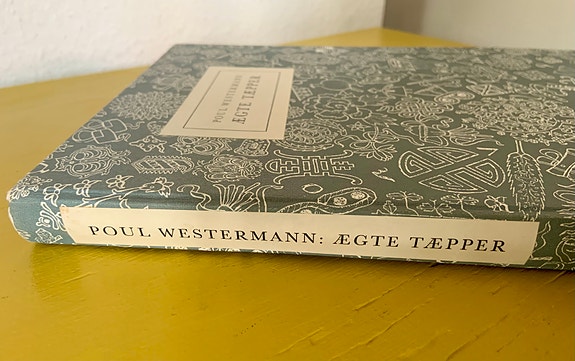 POUL WESTERMANN
ÆGTE TÆPPER
POUL WESTERMANN: ÆGTE TÆPPER